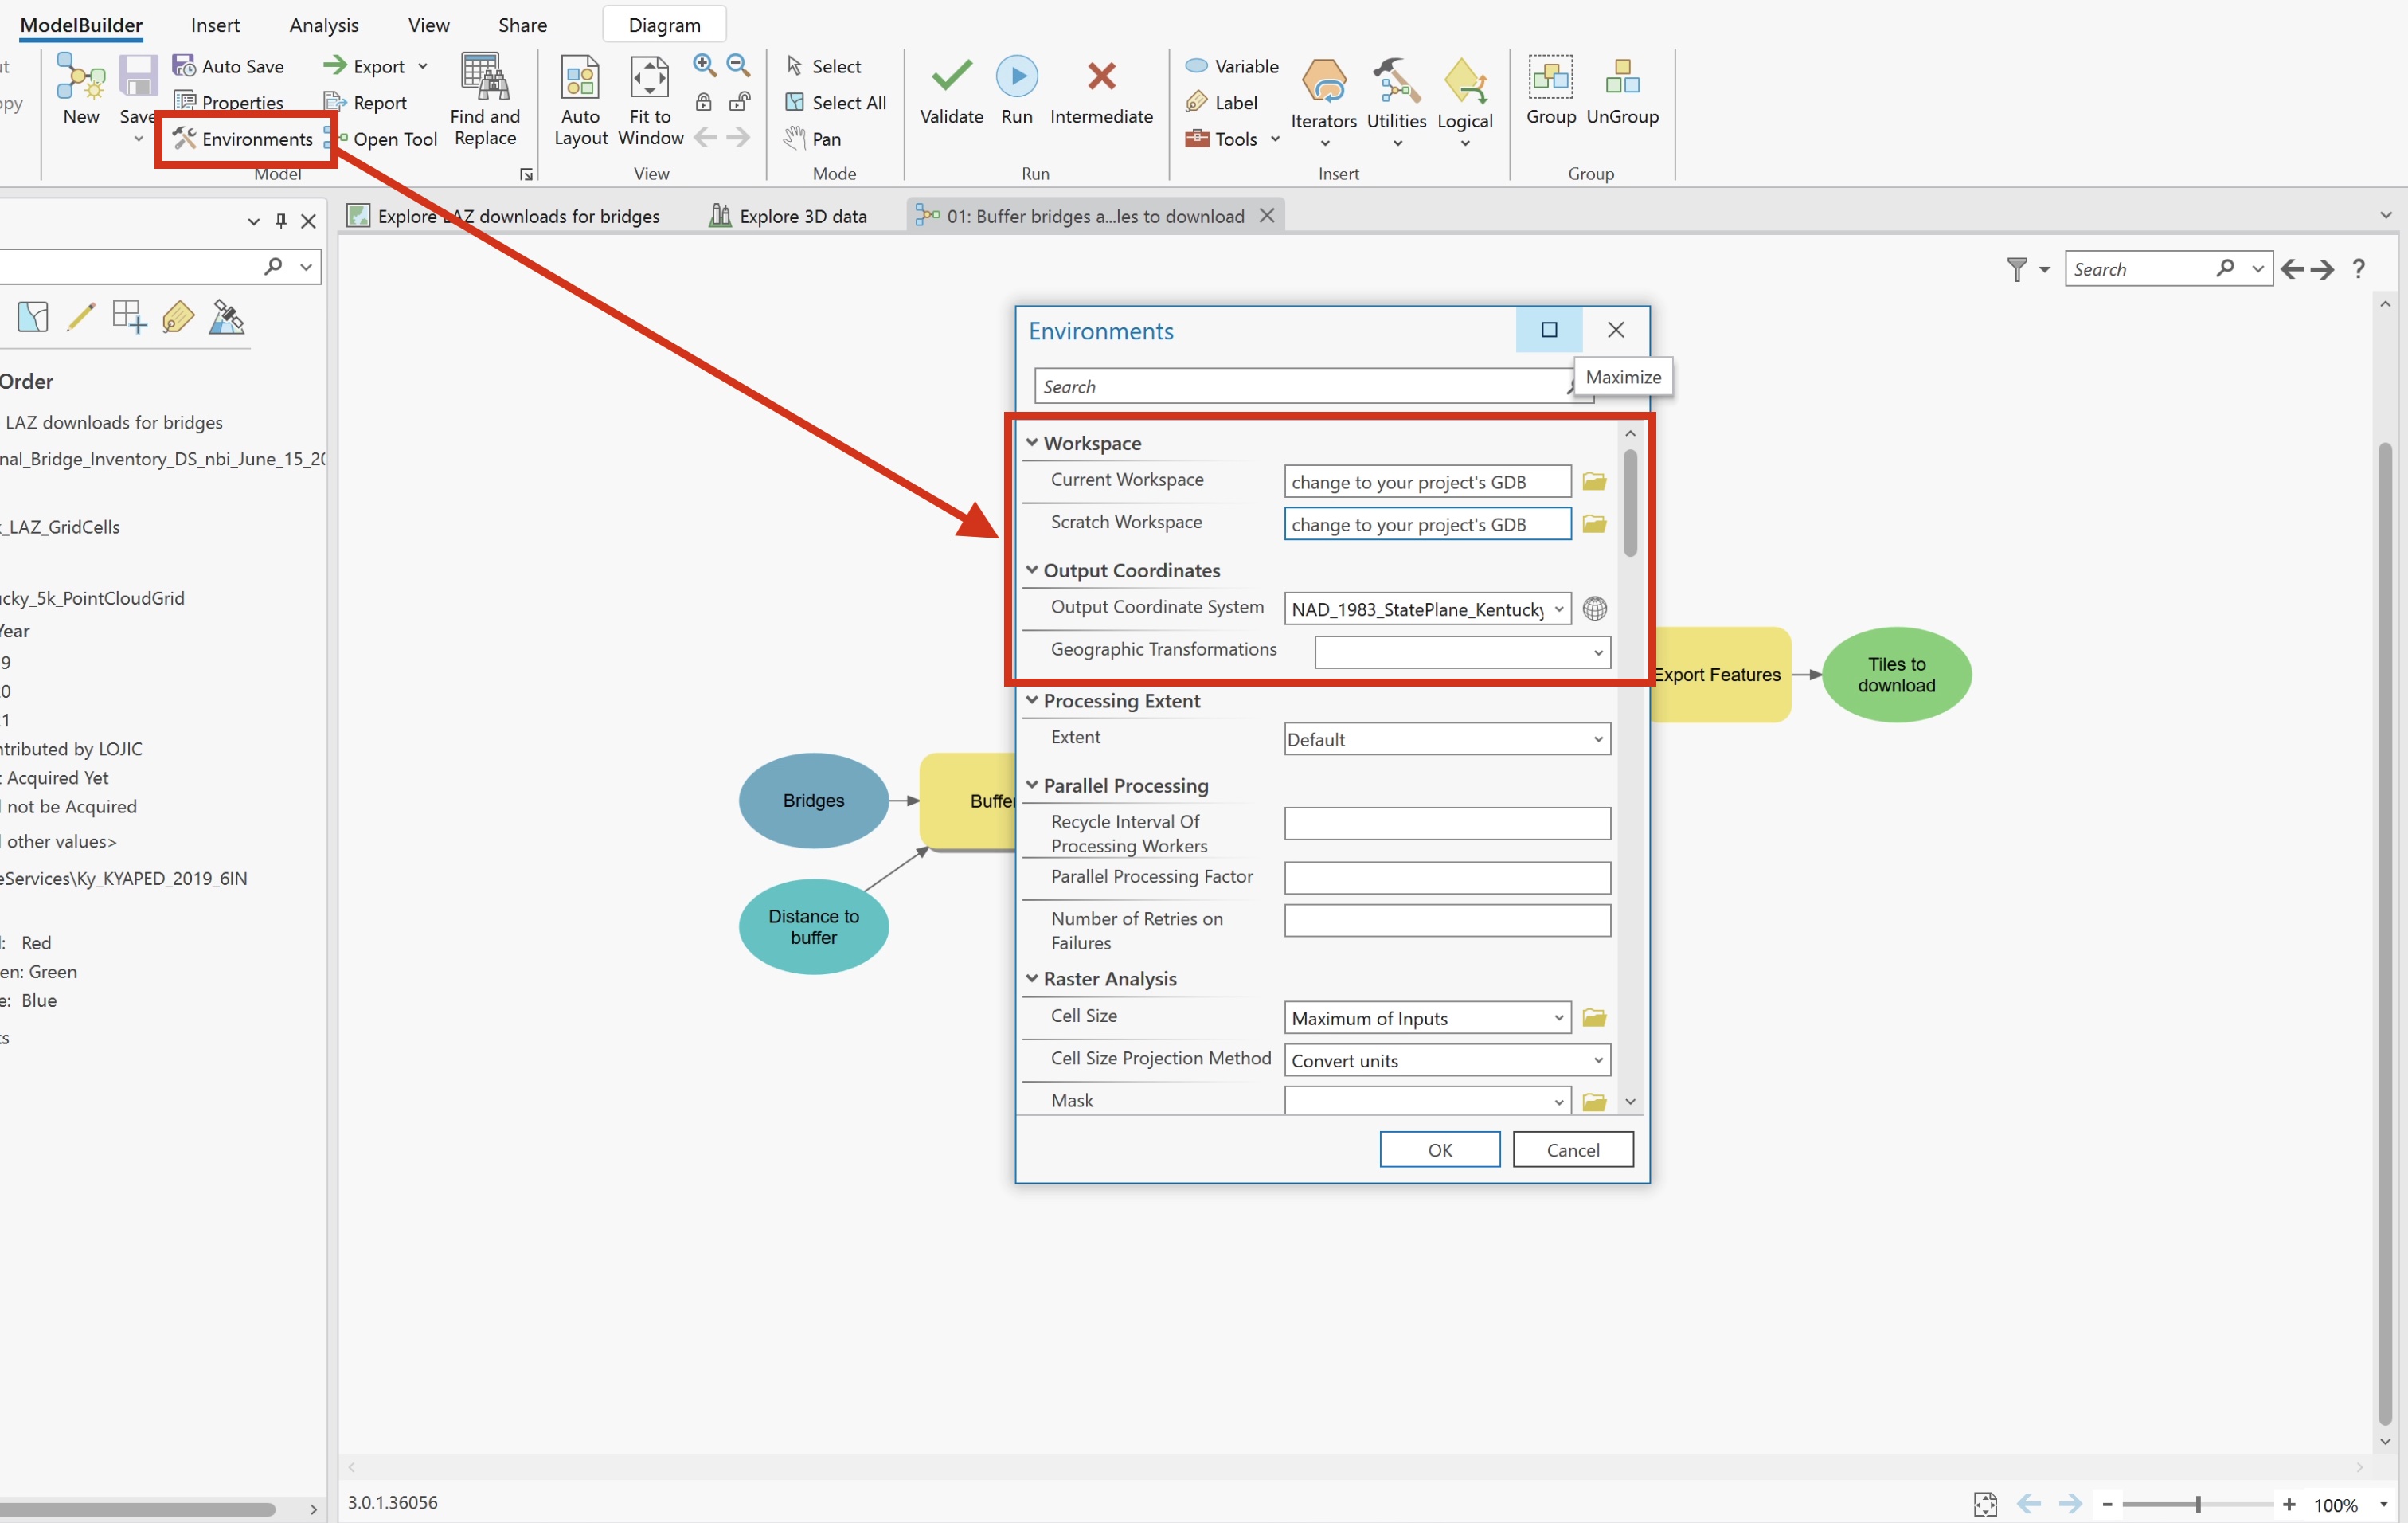 ModelBuilder Insert Analysis View Share Diagram
New
Save
Auto Save
Properties
Environments
Export
Report
Open Tool
Find and
Replace
Model
Auto
Layout
Fit to
Window
View
Select
Select All
Pan
Mode
Validate
Run
Intermediate
Run
Variable
Label
Tools
Iterators
Utilities
Logical
Insert
Group
UnGroup
Group
Explore LAZ downloads for bridges
Explore 3D data
01: Buffer bridges a...les to download
Search
?
Order
LAZ downloads for bridges
nal_Bridge_Inventory_DS_nbi_June_15_20
_LAZ_GridCells
cky_5k_PointCloudGrid
Year
9
0
1
ntributed by LOJIC
Acquired Yet
not be Acquired
other values>
eServices\Ky_KYAPED_2019_6IN
: Red
en: Green
e: Blue
ts
Environments
Maximize
Search
Workspace
Current Workspace change to your project's GDB
Scratch Workspace change to your project's GDB
Output Coordinates
Output Coordinate System NAD_1983_StatePlane_Kentucky
Geographic Transformations
Processing Extent
Extent Default
Parallel Processing
Recycle Interval Of
Processing Workers
Parallel Processing Factor
Number of Retries on
Failures
Raster Analysis
Cell Size Maximum of Inputs
Cell Size Projection Method Convert units
Mask
OK Cancel
Bridges
Buffer
Distance to
buffer
Export Features
Tiles to
download
3.0.1.36056
100%